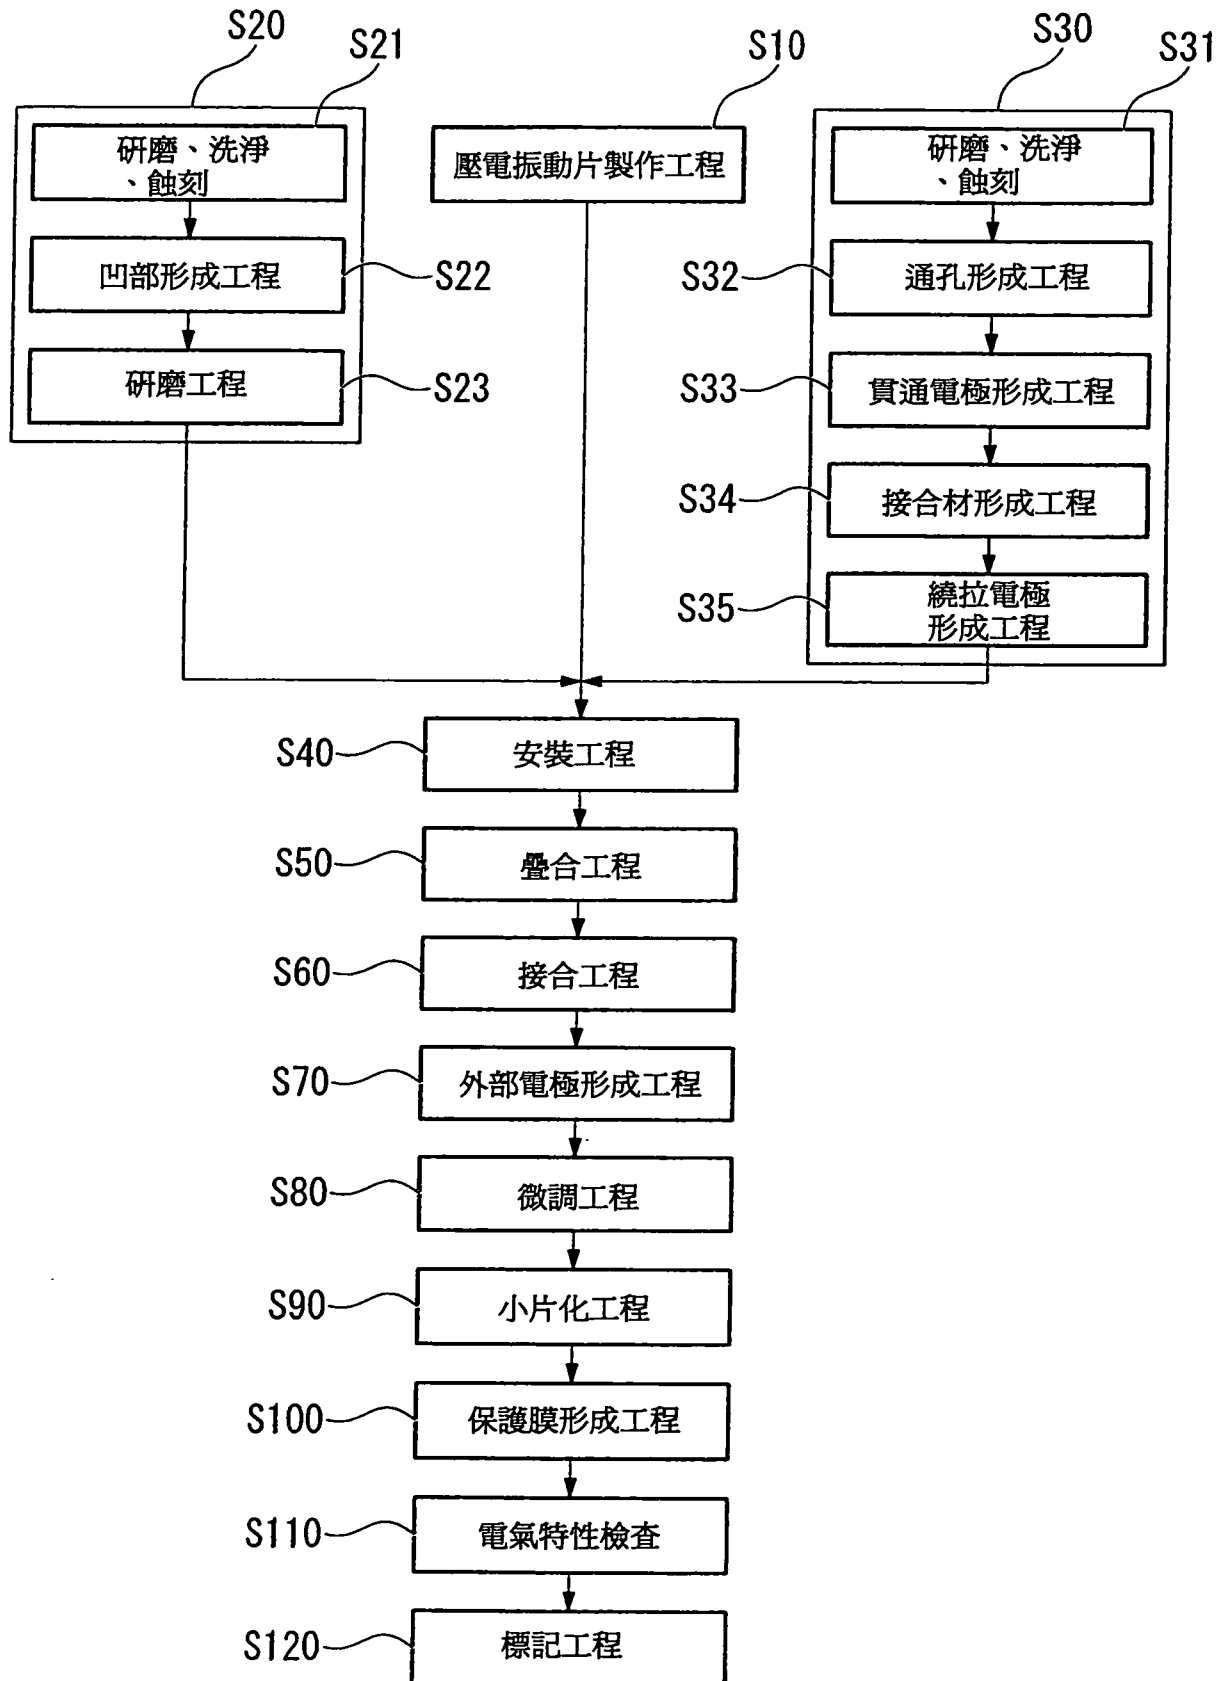 S20
S21
研磨、洗淨
、蝕刻
凹部形成工程
S22
研磨工程
S23
S10
壓電振動片製作工程
S30
S31
研磨、洗淨
、蝕刻
S32
通孔形成工程
S33
貫通電極形成工程
S34
接合材形成工程
S35
繞拉電極
形成工程
S40
安裝工程
S50
疊合工程
S60
接合工程
S70
外部電極形成工程
S80
微調工程
S90
小片化工程
S100
保護膜形成工程
S110
電氣特性檢查
S120
標記工程